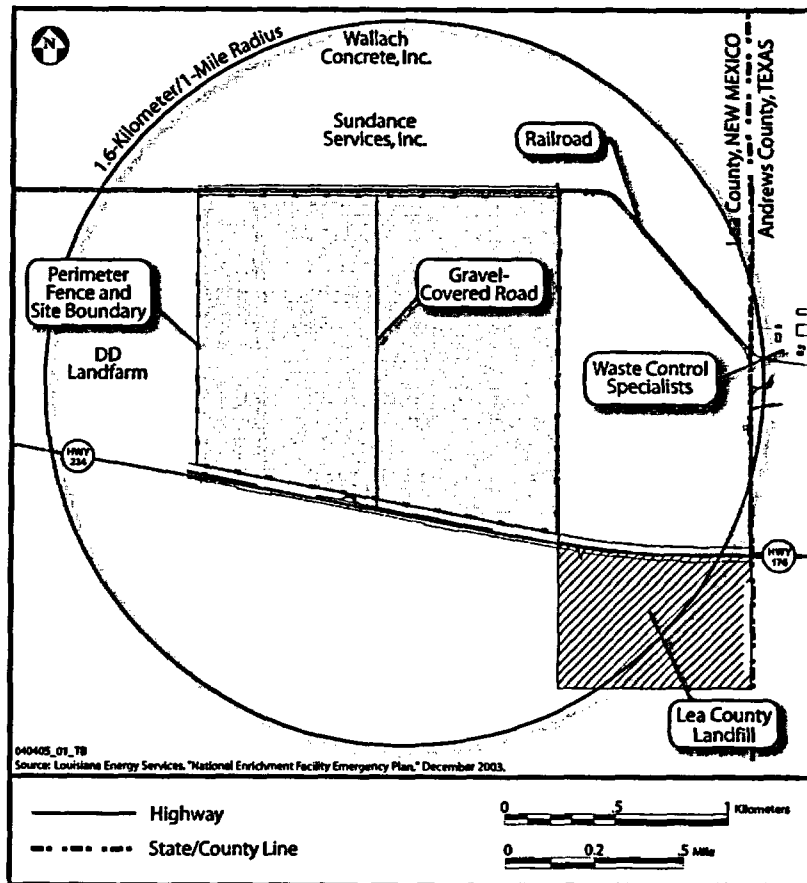 1.6-Kilometer/1-Mile Radius
Wallach
Concrete, Inc.
Sundance
Services, Inc.
Railroad
Lea County, NEW MEXICO
Andrews County, TEXAS
Perimeter
Fence and
Site Boundary
Gravel-
Covered Road
DD
Landfarm
Waste Control
Specialists
HWY
234
HWY
176
Lea County
Landfill
040405_01_TB
Source: Louisiana Energy Services. "National Enrichment Facility Emergency Plan." December 2003.
Highway
0 .5 1 Kilometers
State/County Line
0 0.2 .5 Mile